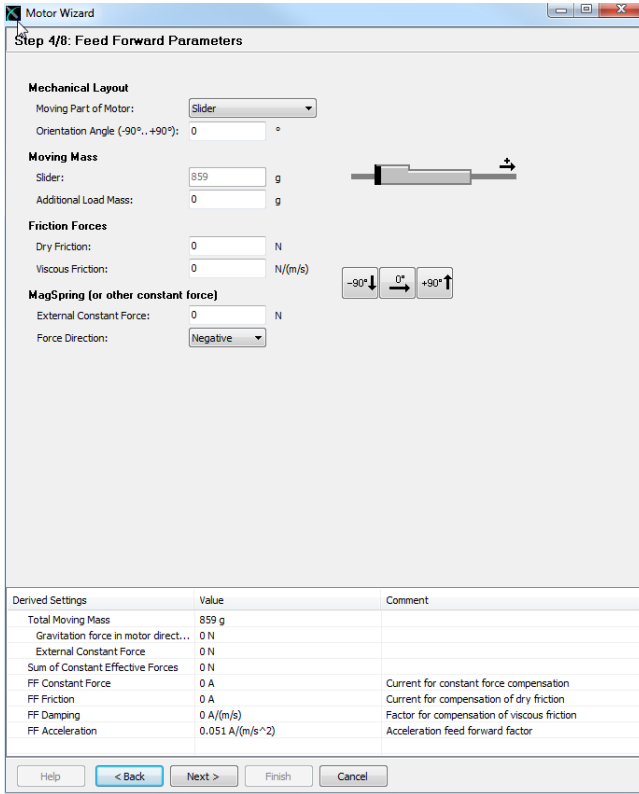 Motor Wizard
Step 4/8: Feed Forward Parameters
Mechanical Layout
Moving Part of Motor: Slider
Orientation Angle (-90°..+90°): 0 °
Moving Mass
Slider: 859 g
Additional Load Mass: 0 g
+
Friction Forces
Dry Friction: 0 N
Viscous Friction: 0 N/(m/s)
-90° 0° +90°
MagSpring (or other constant force)
External Constant Force: 0 N
Force Direction: Negative
Derived Settings Value Comment
Total Moving Mass 859 g
Gravitation force in motor direct... 0 N
External Constant Force 0 N
Sum of Constant Effective Forces 0 N
FF Constant Force 0 A Current for constant force compensation
FF Friction 0 A Current for compensation of dry friction
FF Damping 0 A/(m/s) Factor for compensation of viscous friction
FF Acceleration 0.051 A/(m/s^2) Acceleration feed forward factor
Help < Back Next > Finish Cancel